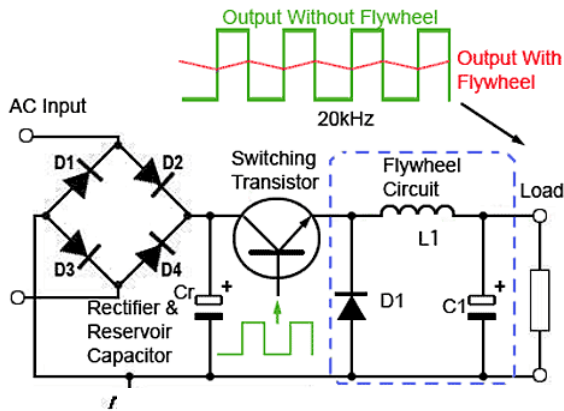 Output Without Flywheel
Output With
Flywheel
20kHz
AC Input
D1
D2
D3
D4
Switching
Transistor
Flywheel
Circuit
Load
L1
Cr
+
D1
C1
+
Rectifier &
Reservoir
Capacitor